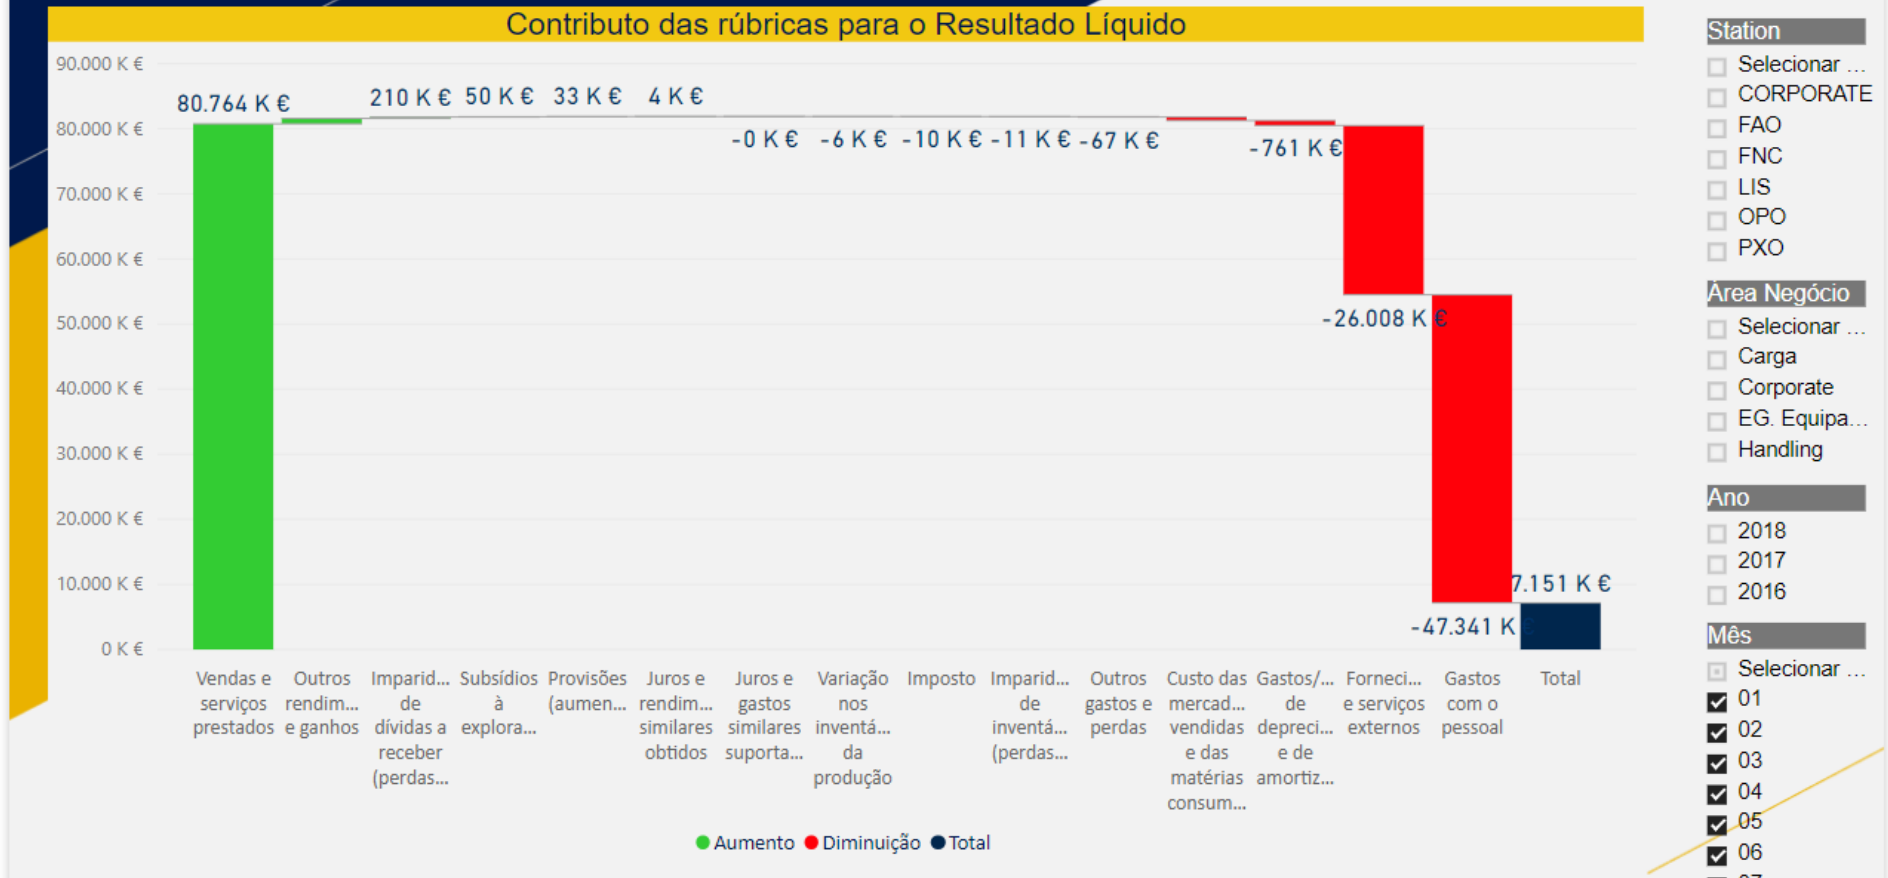 Contributo das rúbricas para o Resultado Líquido
90.000 K €
80.000 K €
70.000 K €
60.000 K €
50.000 K €
40.000 K €
30.000 K €
20.000 K €
10.000 K €
0 K €
80.764 K €
210 K €
50 K €
33 K €
4 K €
-0 K €
-6 K €
-10 K €
-11 K €
-67 K €
-761 K €
-26.008 K €
-47.341 K €
7.151 K €
Vendas e
serviços
prestados
Outros
rendim...
e ganhos
Imparid...
de
dívidas a
receber
(perdas...
Subsídios
à
explora...
Provisões
(aumen...
Juros e
rendim...
similares
obtidos
Juros e
gastos
similares
suporta...
Variação
nos
inventá...
da
produção
Imposto
Imparid...
de
inventá...
(perdas...
Outros
gastos e
perdas
Custo das
mercad...
vendidas
e das
matérias
consum...
Gastos/...
de
depreci...
e de
amortiz...
Forneci...
e serviços
externos
Gastos
com o
pessoal
Total
Aumento
Diminuição
Total
Station
Selecionar ...
CORPORATE
FAO
FNC
LIS
OPO
PXO
Área Negócio
Selecionar ...
Carga
Corporate
EG. Equipa...
Handling
Ano
2018
2017
2016
Mês
Selecionar ...
01
02
03
04
05
06